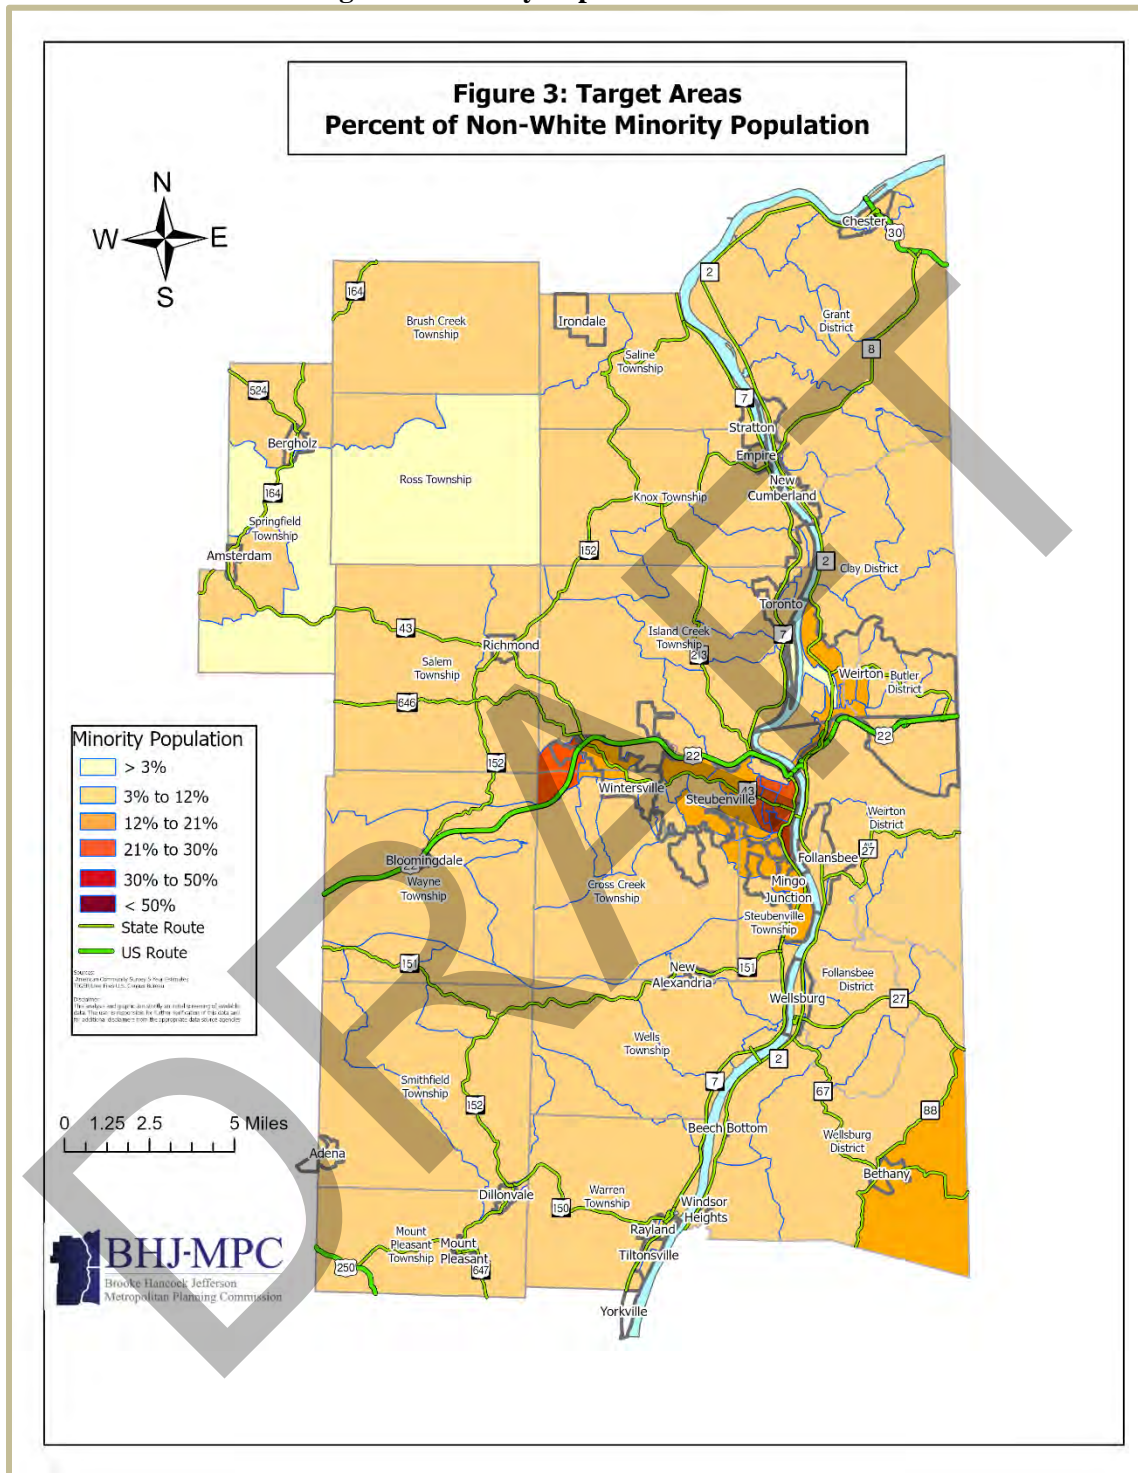 Figure 3: Target Areas
Percent of Non-White Minority Population
N
W
E
S
Chester
30
2
164
Brush Creek
Township
Irondale
Grant
District
Saline
Township
8
524
7
Stratton
Bergholz
Empire
Ross Township
New
Cumberland
164
Knox Township
Springfield
Township
Amsterdam
152
2
Clay District
Toronto
43
Island Creek
Township
7
Richmond
213
Salem
Township
Weirton
Butler
District
646
22
Minority Population
> 3%
3% to 12%
12% to 21%
21% to 30%
30% to 50%
< 50%
State Route
US Route
Sources:
Disclaimer:
152
22
Wintersville
43
Steubenville
Weirton
District
27
Follansbee
Bloomingdale
22
Wayne
Township
Cross Creek
Township
Mingo
Junction
Steubenville
Township
151
New
Alexandria
151
Follansbee
District
Wellsburg
27
Wells
Township
2
Smithfield
Township
7
152
67
88
0 1.25 2.5 5 Miles
Beech Bottom
Wellsburg
District
Adena
Bethany
Dillonvale
Warren
Township
150
Windsor
Heights
Rayland
Mount
Pleasant
Township
Mount
Pleasant
Tiltonsville
250
647
Yorkville
BHJ-MPC
Brooke Hancock Jefferson
Metropolitan Planning Commission
DRAFT